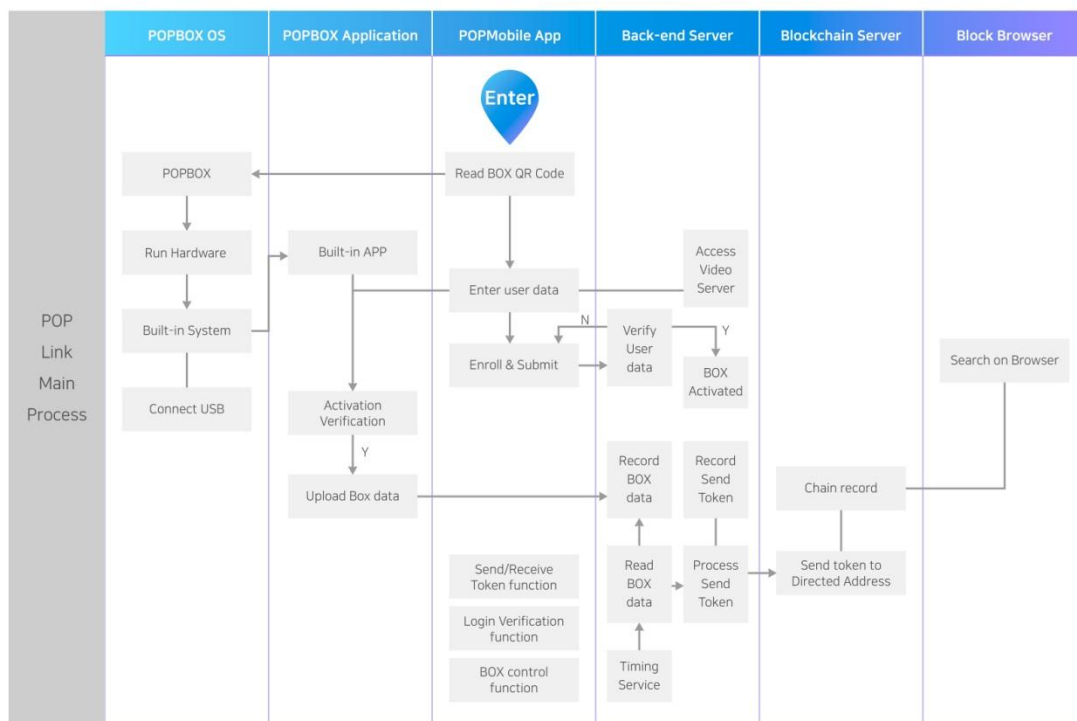 POPBOX OS
POPBOX Application
POPMobile App
Back-end Server
Blockchain Server
Block Browser
POP
Link
Main
Process
Enter
POPBOX
Read BOX QR Code
Run Hardware
Built-in APP
Access
Video
Server
Enter user data
Built-in System
N
Verify
User
data
Y
Enroll & Submit
BOX
Activated
Search on Browser
Connect USB
Activation
Verification
Y
Upload Box data
Record
BOX
data
Record
Send
Token
Chain record
Send/Receive
Token function
Read
BOX
data
Process
Send
Token
Send token to
Directed Address
Login Verification
function
BOX control
function
Timing
Service